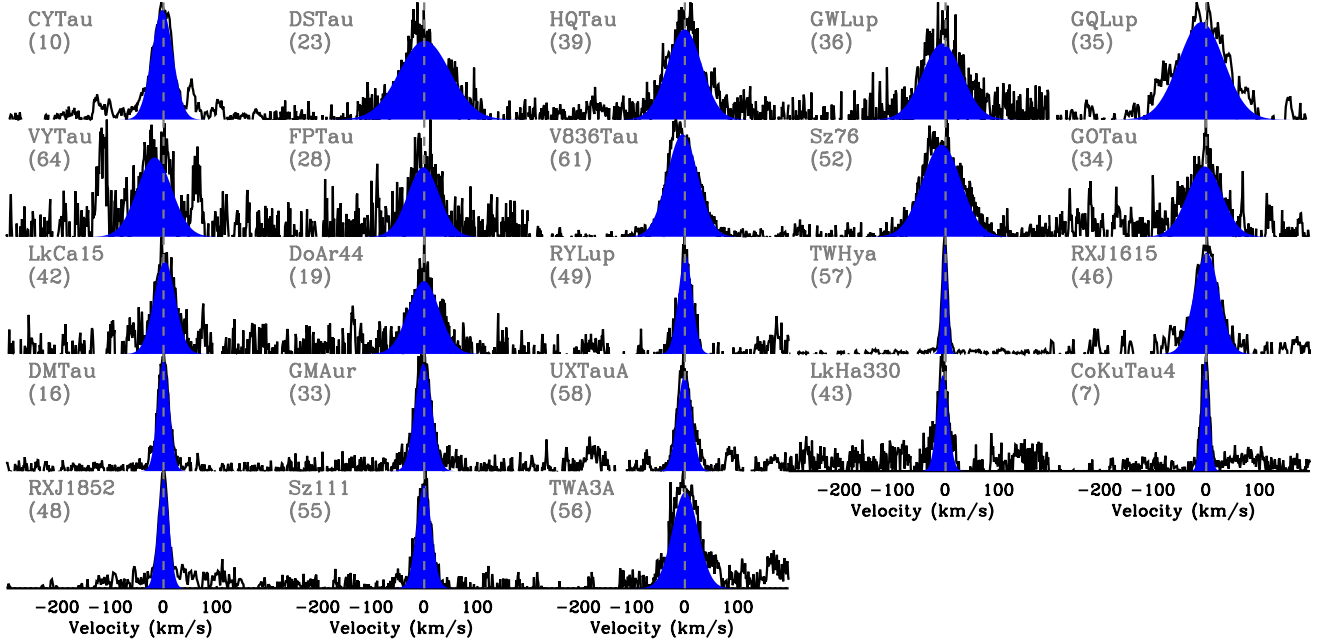 CYTau
(10)
DSTau
(23)
HQTau
(39)
GWLup
(36)
GQLup
(35)
VYTau
(64)
FPTau
(28)
V836Tau
(61)
Sz76
(52)
GOTau
(34)
LkCa15
(42)
DoAr44
(19)
RYLup
(49)
TWHya
(57)
RXJ1615
(46)
DMTau
(16)
GMAur
(33)
UXTauA
(58)
LkHa330
(43)
CoKuTau4
(7)
-200 -100 0 100
Velocity (km/s)
-200 -100 0 100
Velocity (km/s)
RXJ1852
(48)
Sz111
(55)
TWA3A
(56)
-200 -100 0 100
Velocity (km/s)
-200 -100 0 100
Velocity (km/s)
-200 -100 0 100
Velocity (km/s)